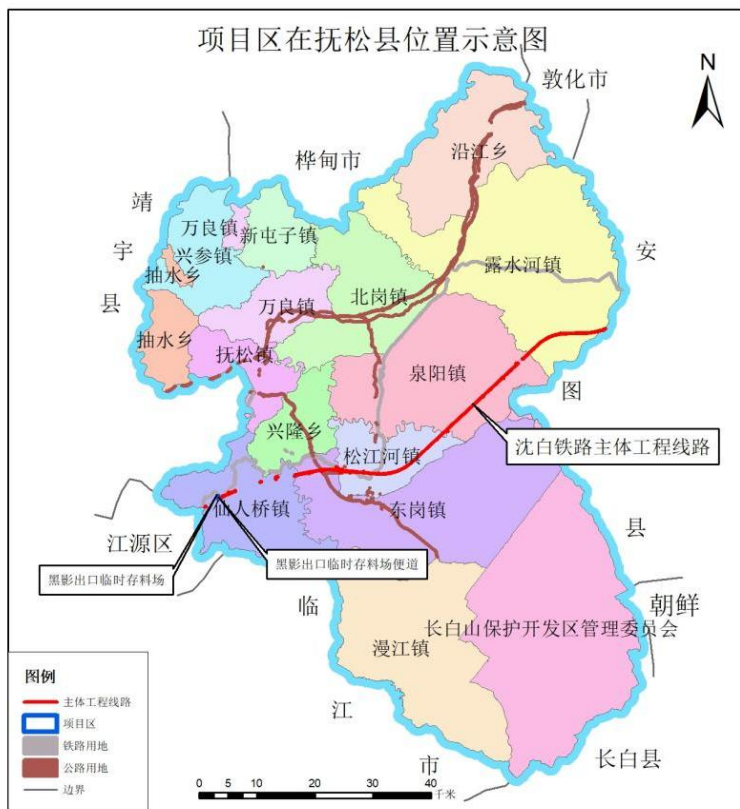 项目区在抚松县位置示意图
N
敦化市
桦甸市
沿江乡
靖宇县
万良镇
新屯子镇
兴参镇
抽水乡
露水河镇
安图县
万良镇
北岗镇
抽水乡
抚松镇
泉阳镇
兴隆乡
松江河镇
沈白铁路主体工程线路
仙人桥镇
东岗镇
江源区
黑影出口临时存料场
黑影出口临时存料场便道
临江市
朝鲜
长白山保护开发区管理委员会
漫江镇
长白县
图例
主体工程线路
项目区
铁路用地
公路用地
边界
0 5 10 20 30 40
千米